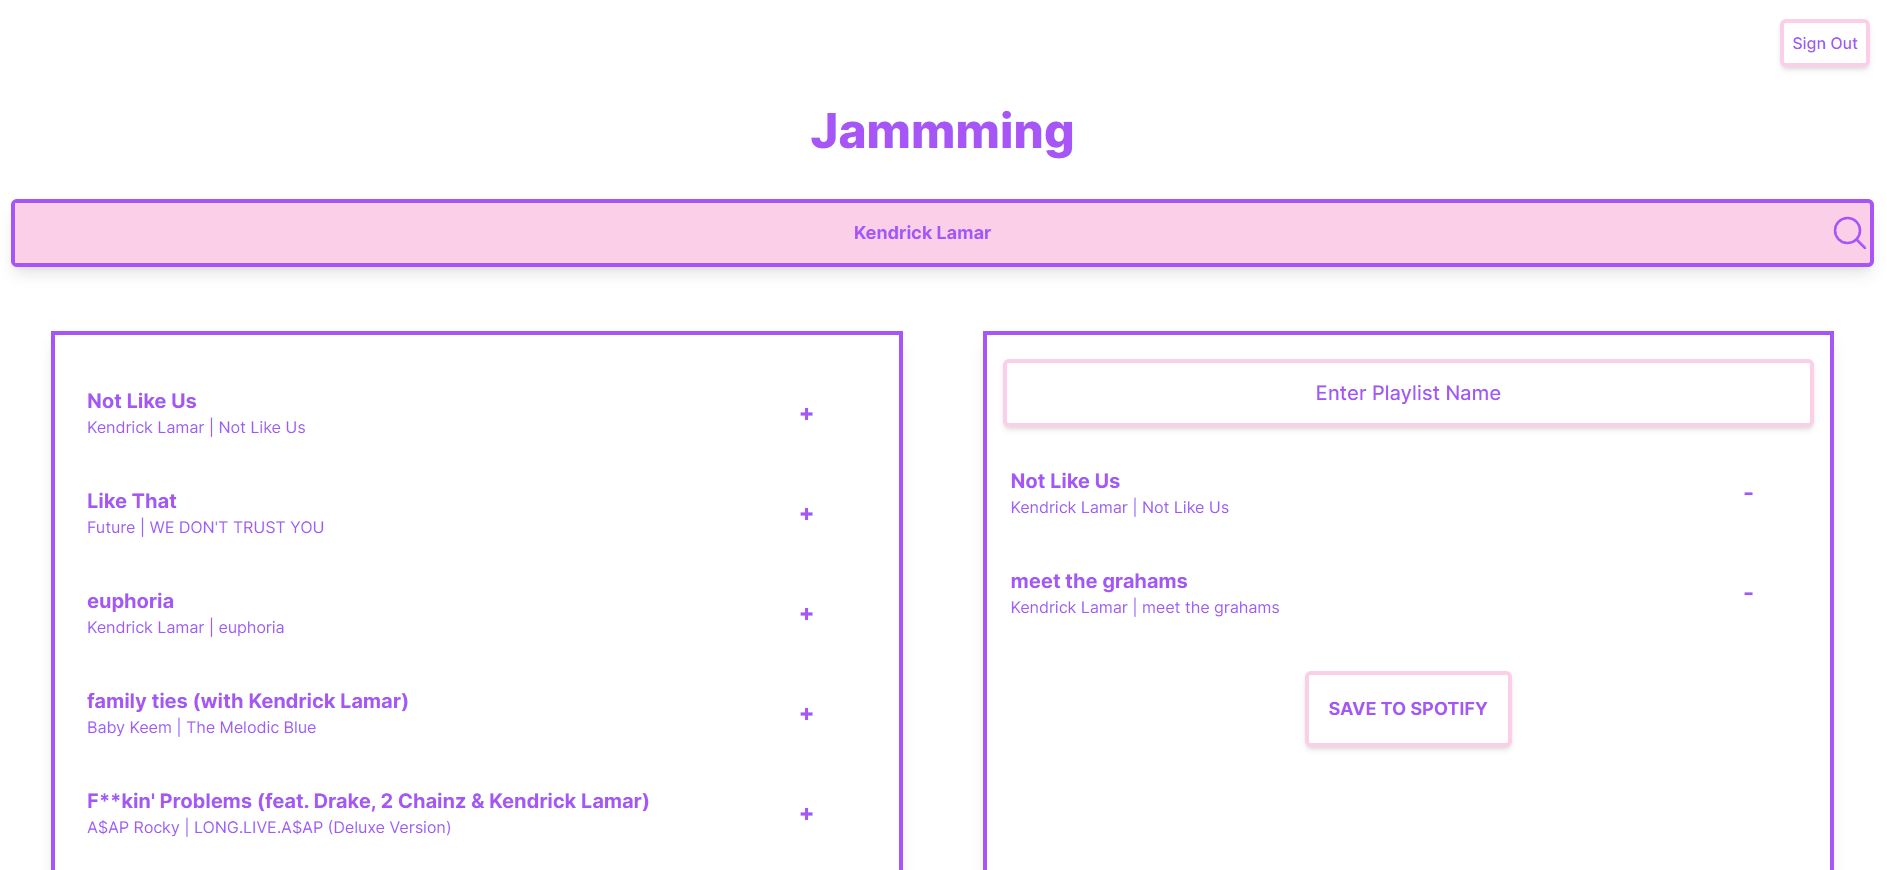 Sign Out
Jammming
Kendrick Lamar
Not Like Us
Kendrick Lamar | Not Like Us
+
Like That
Future | WE DON'T TRUST YOU
+
euphoria
Kendrick Lamar | euphoria
+
family ties (with Kendrick Lamar)
Baby Keem | The Melodic Blue
+
F**kin' Problems (feat. Drake, 2 Chainz & Kendrick Lamar)
A$AP Rocky | LONG.LIVE.A$AP (Deluxe Version)
+
Enter Playlist Name
Not Like Us
Kendrick Lamar | Not Like Us
-
meet the grahams
Kendrick Lamar | meet the grahams
-
SAVE TO SPOTIFY